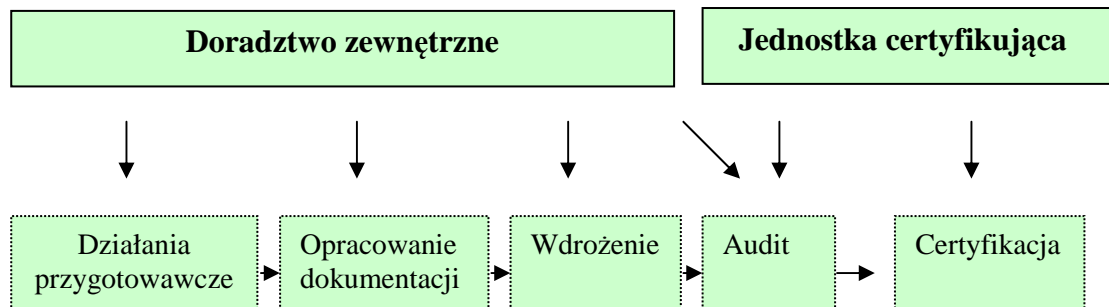 Doradztwo zewnętrzne
Jednostka certyfikująca
Działania
przygotowawcze
Opracowanie
dokumentacji
Wdrożenie
Audit
Certyfikacja